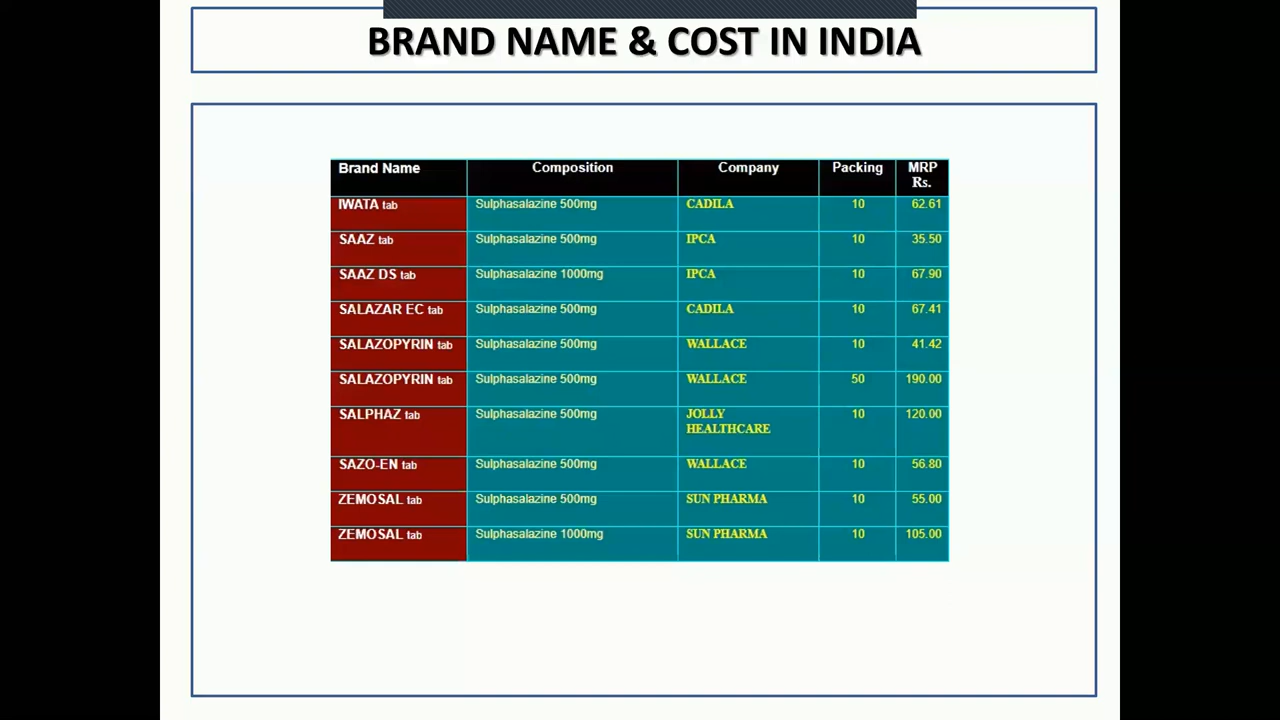 BRAND NAME & COST IN INDIA
Brand Name Composition Company Packing MRP Rs.
IWATA tab Sulphasalazine 500mg CADILA 10 62.61
SAAZ tab Sulphasalazine 500mg IPCA 10 35.50
SAAZ DS tab Sulphasalazine 1000mg IPCA 10 67.90
SALAZAR EC tab Sulphasalazine 500mg CADILA 10 67.41
SALAZOPYRIN tab Sulphasalazine 500mg WALLACE 10 41.42
SALAZOPYRIN tab Sulphasalazine 500mg WALLACE 50 190.00
SALPHAZ tab Sulphasalazine 500mg JOLLY HEALTHCARE 10 120.00
SAZO-EN tab Sulphasalazine 500mg WALLACE 10 56.80
ZEMOSAL tab Sulphasalazine 500mg SUN PHARMA 10 55.00
ZEMOSAL tab Sulphasalazine 1000mg SUN PHARMA 10 105.00